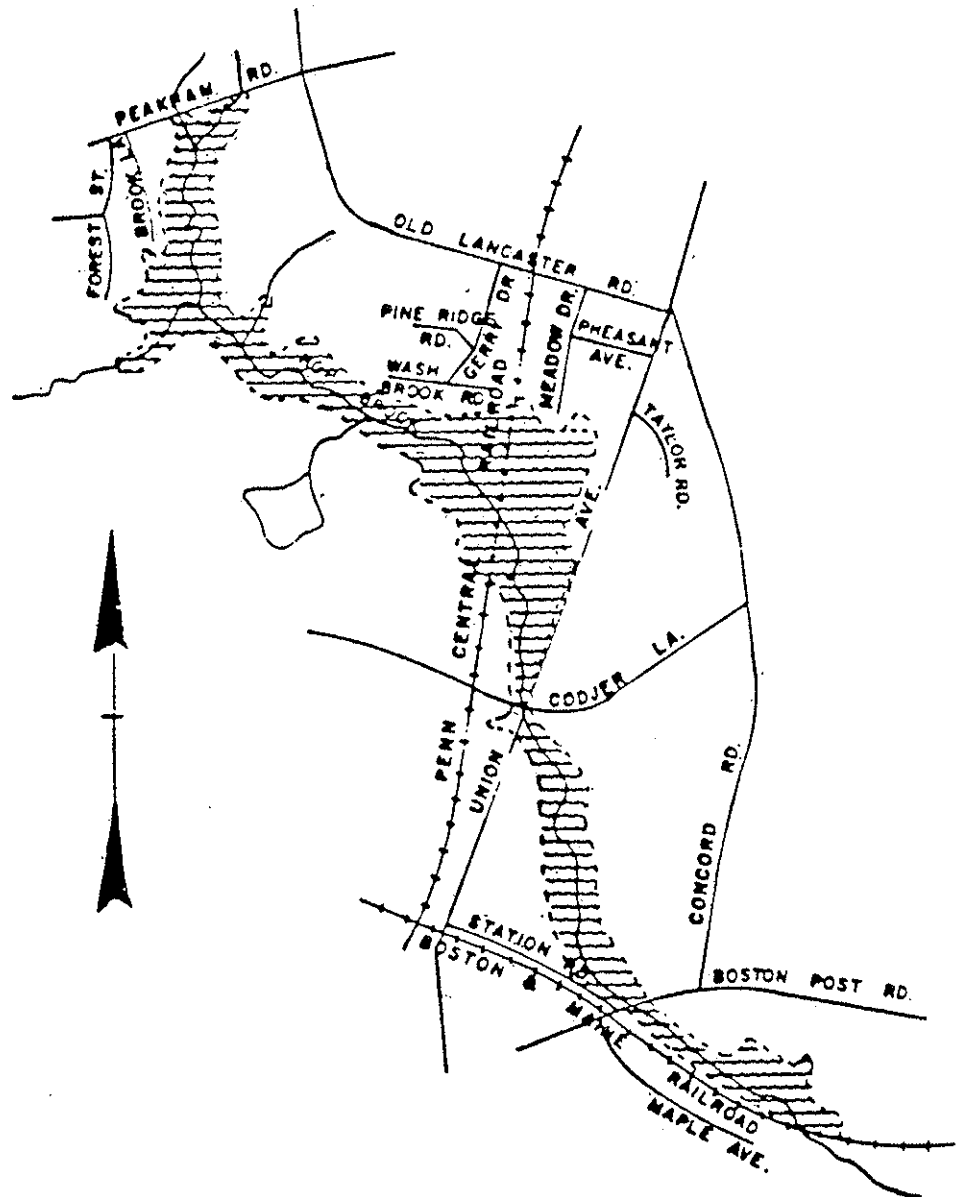 PEAKHAM RD.
FOREST ST.
BROOK
OLD LANCASTER RD.
PINE RIDGE
RD.
GERRY DR.
MEADOW DR.
PHEASANT
AVE.
WASH
BROOK RD.
RAILROAD
TAYLOR RD.
AVE.
CENTRAL
CODJER LA.
PENN
UNION
CONCORD RD.
STATION RD.
BOSTON & MAINE RAILROAD
BOSTON POST RD.
MAPLE AVE.